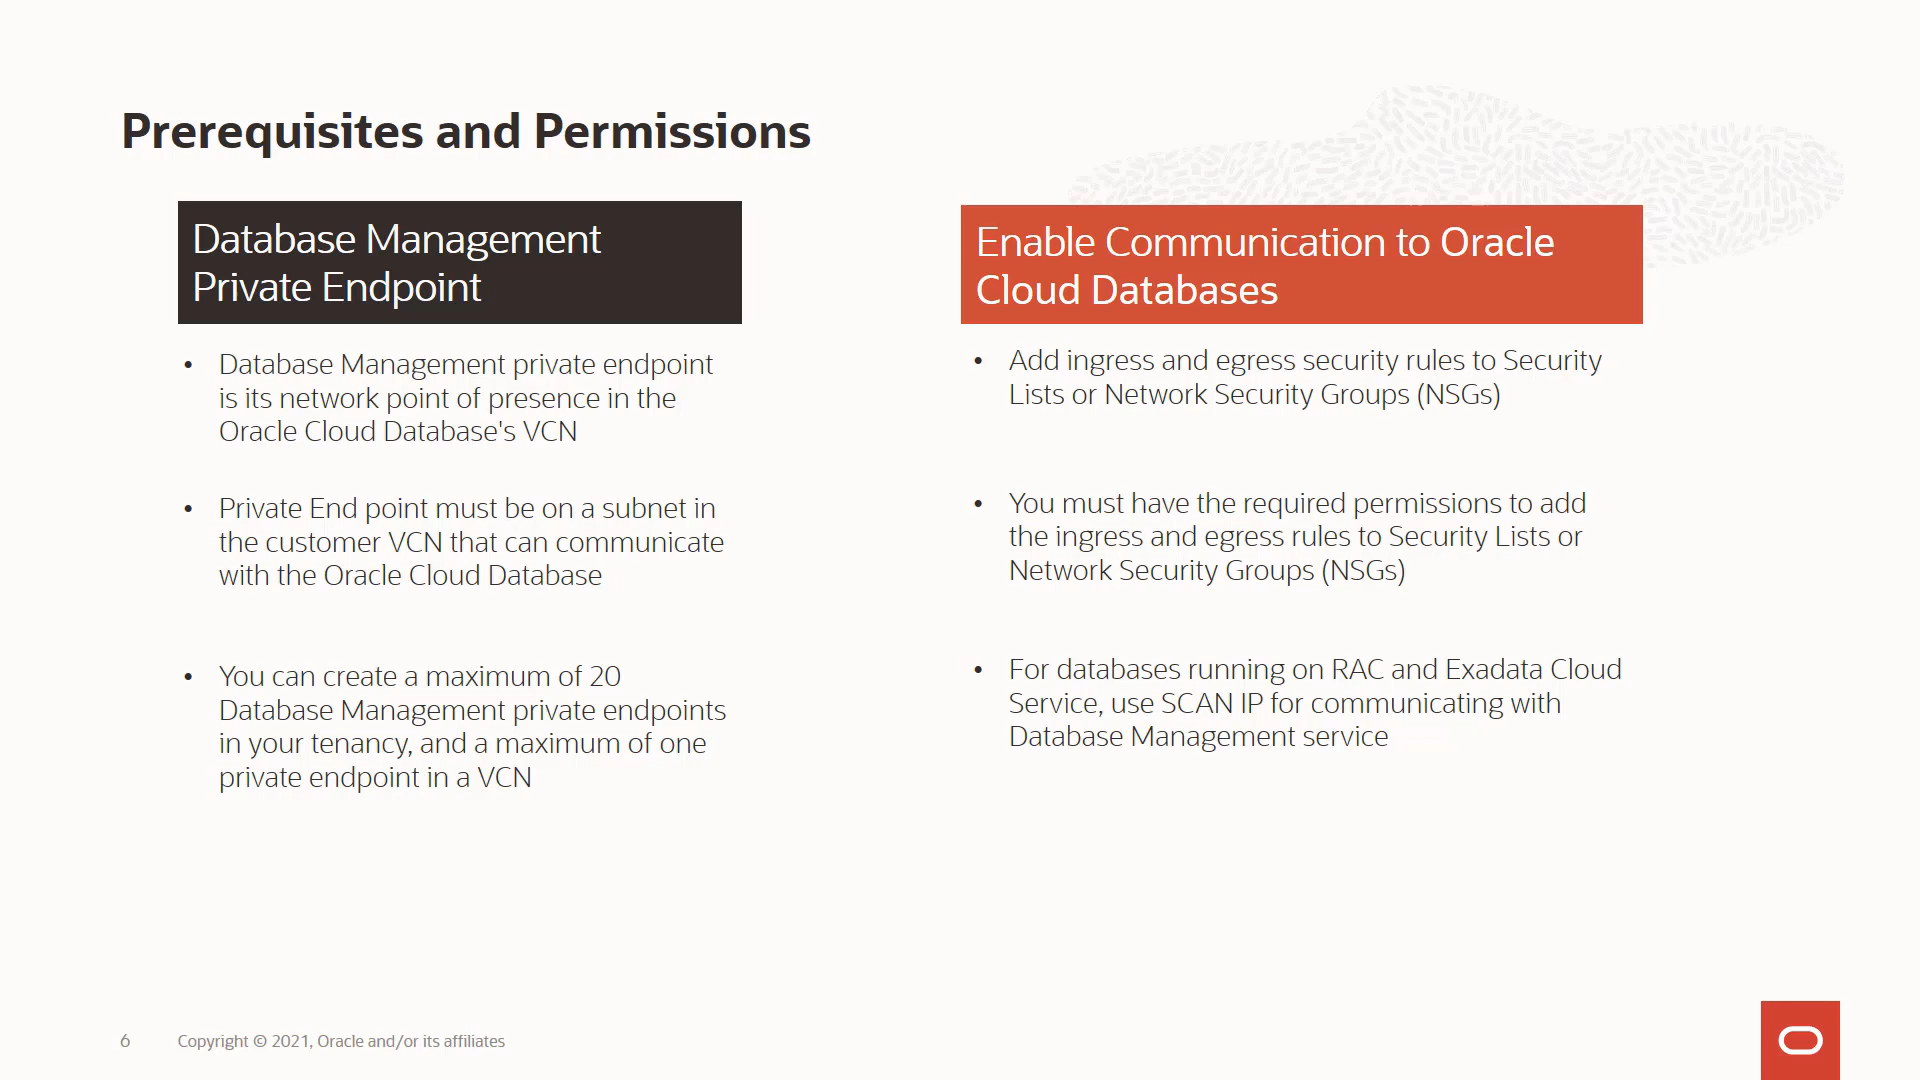 Prerequisites and Permissions
Database Management
Private Endpoint
• Database Management private endpoint
is its network point of presence in the
Oracle Cloud Database's VCN
• Private End point must be on a subnet in
the customer VCN that can communicate
with the Oracle Cloud Database
• You can create a maximum of 20
Database Management private endpoints
in your tenancy, and a maximum of one
private endpoint in a VCN
Enable Communication to Oracle
Cloud Databases
• Add ingress and egress security rules to Security
Lists or Network Security Groups (NSGs)
• You must have the required permissions to add
the ingress and egress rules to Security Lists or
Network Security Groups (NSGs)
• For databases running on RAC and Exadata Cloud
Service, use SCAN IP for communicating with
Database Management service
6 Copyright © 2021, Oracle and/or its affiliates